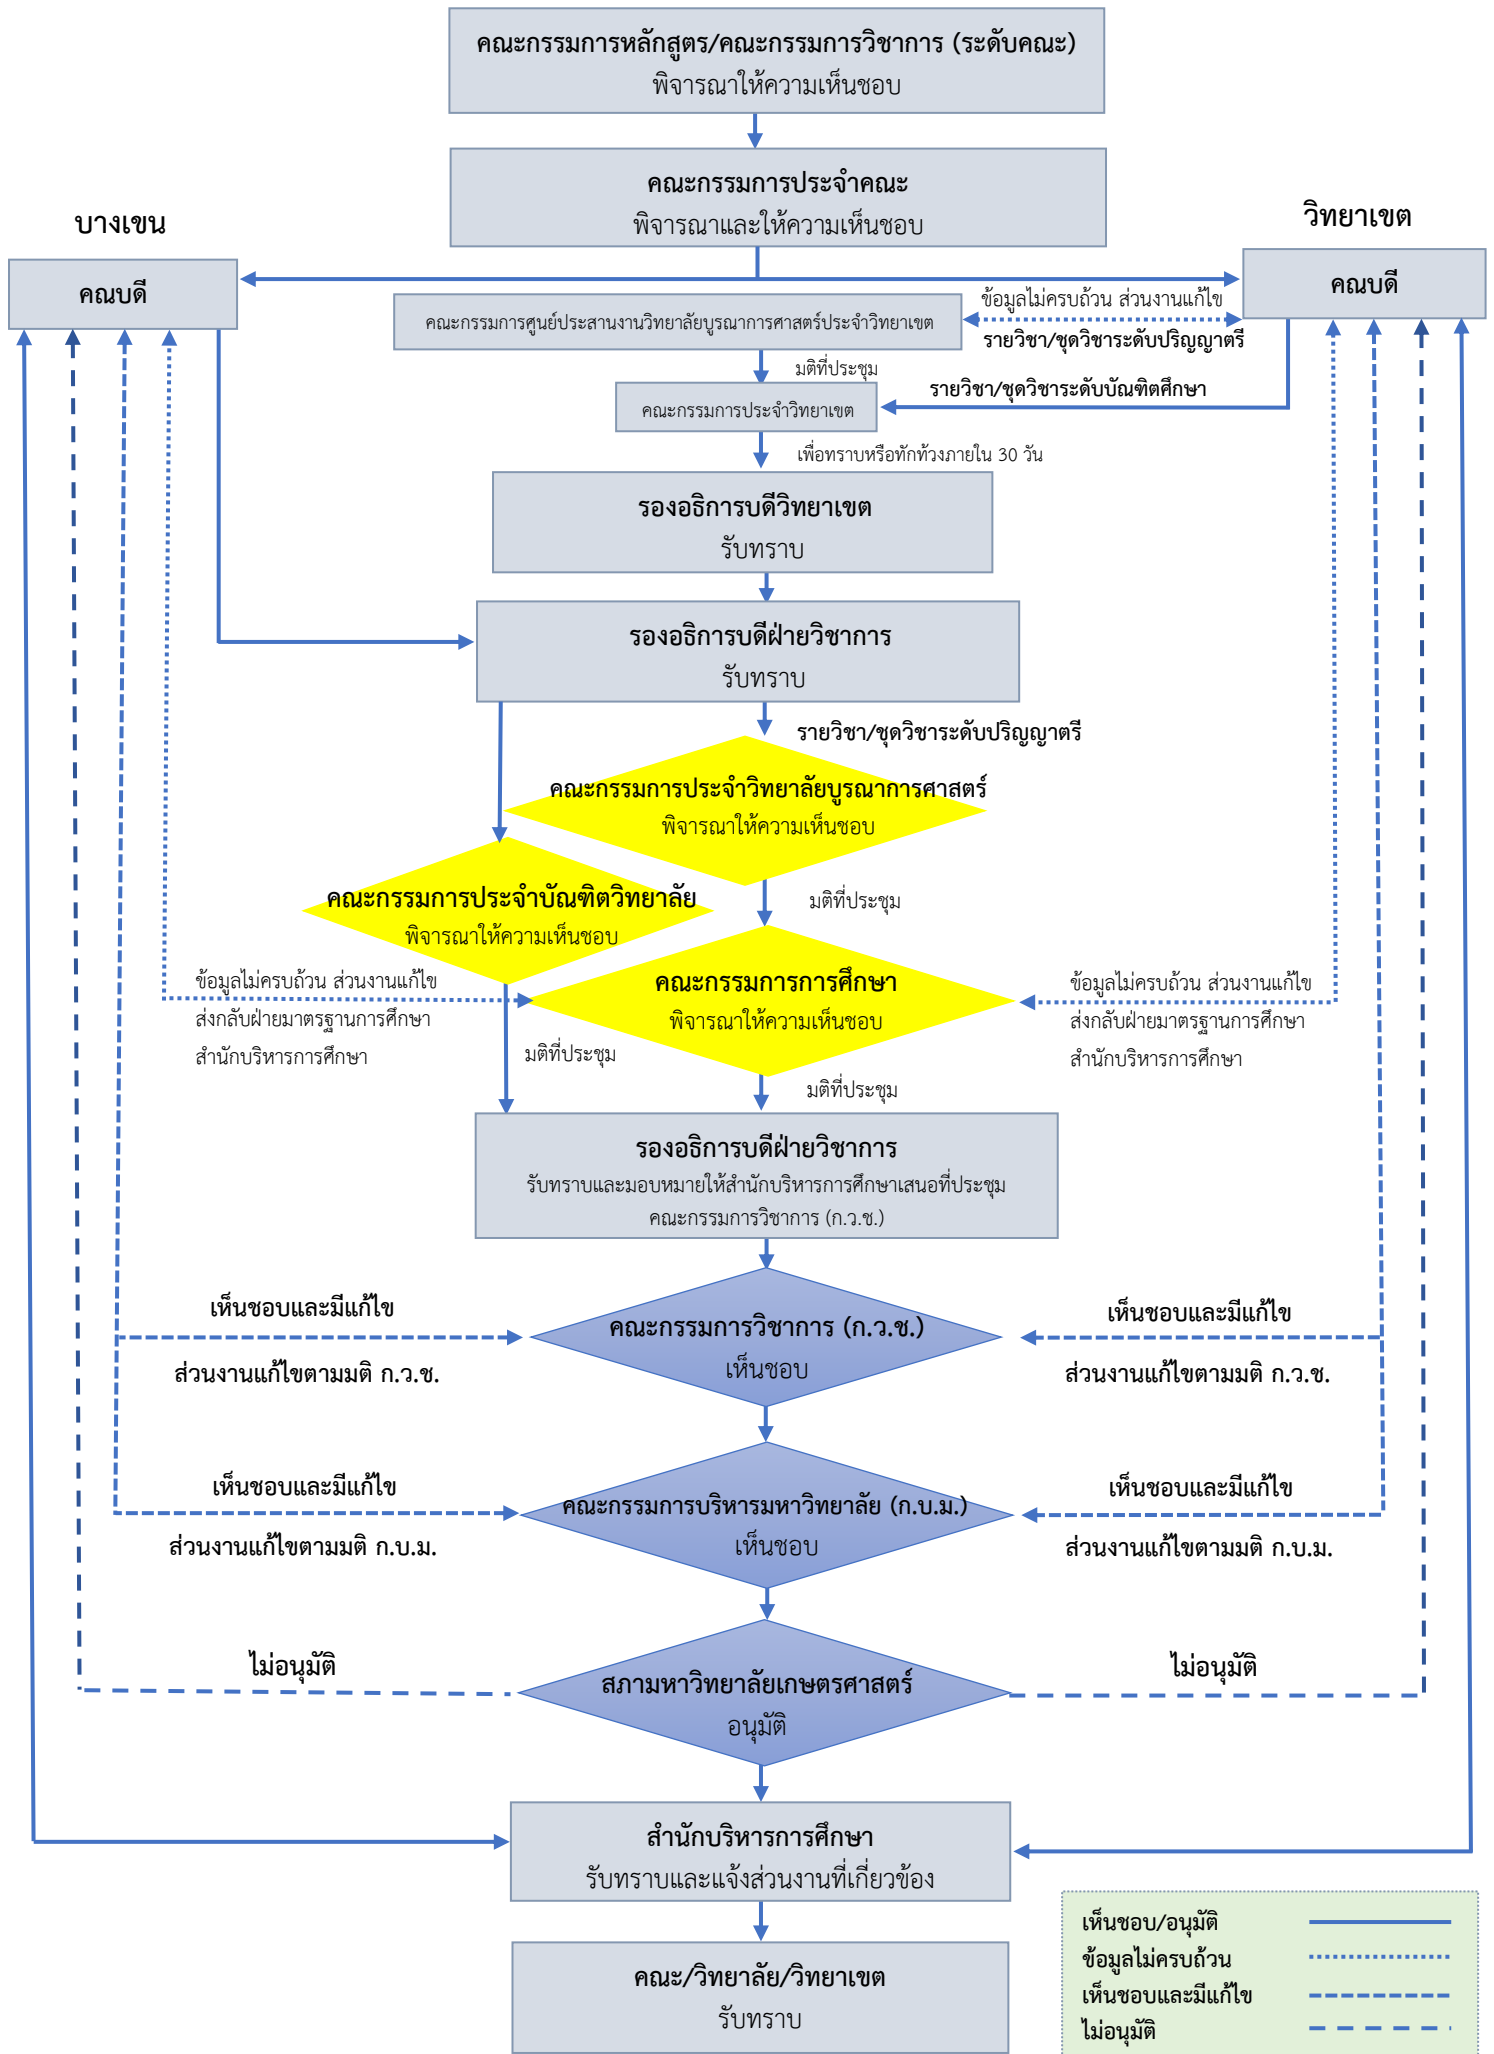 คณะกรรมการหลักสูตร/คณะกรรมการวิชาการ (ระดับคณะ)
พิจารณาให้ความเห็นชอบ
คณะกรรมการประจำคณะ
พิจารณาและให้ความเห็นชอบ
บางเขน
วิทยาเขต
คณบดี
คณบดี
ข้อมูลไม่ครบถ้วน ส่วนงานแก้ไข
คณะกรรมการศูนย์ประสานงานวิทยาลัยบูรณาการศาสตร์ประจำวิทยาเขต
รายวิชา/ชุดวิชาระดับปริญญาตรี
มติที่ประชุม
รายวิชา/ชุดวิชาระดับบัณฑิตศึกษา
คณะกรรมการประจำวิทยาเขต
เพื่อทราบหรือทักท้วงภายใน 30 วัน
รองอธิการบดีวิทยาเขต
รับทราบ
รองอธิการบดีฝ่ายวิชาการ
รับทราบ
รายวิชา/ชุดวิชาระดับปริญญาตรี
คณะกรรมการประจำวิทยาลัยบูรณาการศาสตร์
พิจารณาให้ความเห็นชอบ
คณะกรรมการประจำบัณฑิตวิทยาลัย
พิจารณาให้ความเห็นชอบ
มติที่ประชุม
คณะกรรมการการศึกษา
พิจารณาให้ความเห็นชอบ
ข้อมูลไม่ครบถ้วน ส่วนงานแก้ไข
ส่งกลับฝ่ายมาตรฐานการศึกษา
สำนักบริหารการศึกษา
ข้อมูลไม่ครบถ้วน ส่วนงานแก้ไข
ส่งกลับฝ่ายมาตรฐานการศึกษา
สำนักบริหารการศึกษา
มติที่ประชุม
มติที่ประชุม
รองอธิการบดีฝ่ายวิชาการ
รับทราบและมอบหมายให้สำนักบริหารการศึกษาเสนอที่ประชุม
คณะกรรมการวิชาการ (ก.ว.ช.)
เห็นชอบและมีแก้ไข
ส่วนงานแก้ไขตามมติ ก.ว.ช.
คณะกรรมการวิชาการ (ก.ว.ช.)
เห็นชอบ
เห็นชอบและมีแก้ไข
ส่วนงานแก้ไขตามมติ ก.ว.ช.
เห็นชอบและมีแก้ไข
ส่วนงานแก้ไขตามมติ ก.บ.ม.
คณะกรรมการบริหารมหาวิทยาลัย (ก.บ.ม.)
เห็นชอบ
เห็นชอบและมีแก้ไข
ส่วนงานแก้ไขตามมติ ก.บ.ม.
ไม่อนุมัติ
สภามหาวิทยาลัยเกษตรศาสตร์
อนุมัติ
ไม่อนุมัติ
สำนักบริหารการศึกษา
รับทราบและแจ้งส่วนงานที่เกี่ยวข้อง
คณะ/วิทยาลัย/วิทยาเขต
รับทราบ
เห็นชอบ/อนุมัติ
ข้อมูลไม่ครบถ้วน
เห็นชอบและมีแก้ไข
ไม่อนุมัติ